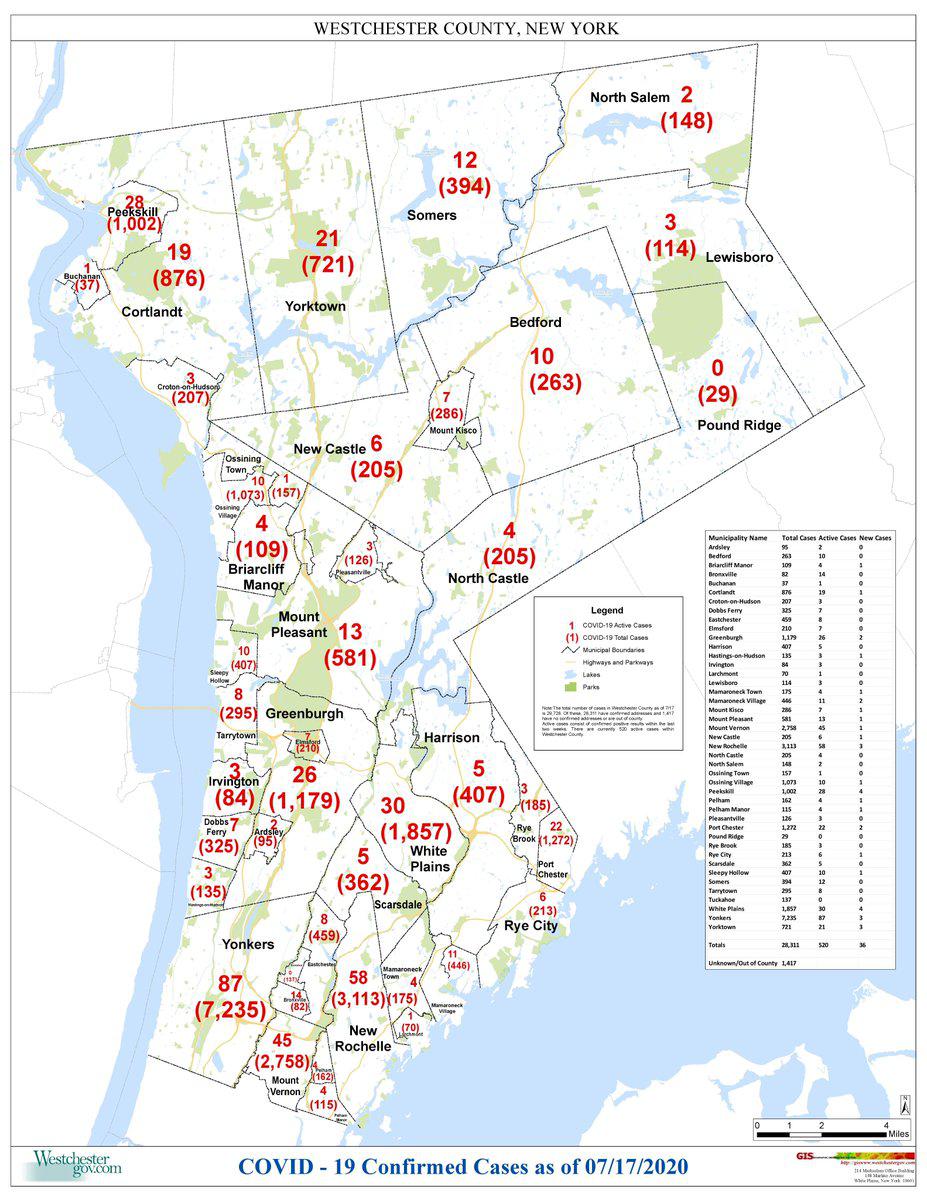 WESTCHESTER COUNTY, NEW YORK
North Salem 2
(148)
12
(394)
Somers
28
Peekskill
(1,002)
19
(876)
Cortlandt
1
Buchanan
(37)
21
(721)
Yorktown
3
(114)
Lewisboro
Bedford
10
(263)
0
(29)
Pound Ridge
3
Croton-on-Hudson
(207)
7
(286)
Mount Kisco
New Castle 6
(205)
Ossining
Town
10
(1,073)
1
(157)
Ossining
Village
4
(109)
Briarcliff
Manor
3
(126)
Pleasantville
4
(205)
North Castle
Mount
Pleasant
13
(581)
10
(407)
Sleepy
Hollow
8
(295)
Tarrytown
Greenburgh
7
Elmsford
(210)
26
(1,179)
3
Irvington
(84)
Dobbs
Ferry 7
(325)
2
Ardsley
(95)
3
(135)
Hastings-on-Hudson
Harrison
5
(407)
30
(1,857)
White
Plains
3
(185)
Rye
Brook
22
(1,272)
Port
Chester
5
(362)
Scarsdale
6
(213)
Rye City
8
(459)
Eastchester
Yonkers
87
(7,235)
0
(137)
14
Bronxville
(82)
58
(3,113)
New
Rochelle
Mamaroneck
Town
4
(175)
11
(446)
Mamaroneck
Village
1
(70)
Larchmont
45
(2,758)
Mount
Vernon
4
Pelham
(162)
4
(115)
Pelham
Manor
Legend
1 COVID-19 Active Cases
(1) COVID-19 Total Cases
Municipal Boundaries
Highways and Parkways
Lakes
Parks
Note:The total number of cases in Westchester County as of 7/17
is 29,728. Of these, 28,311 have confirmed addresses and 1,417
have no confirmed addresses or are out of county.
Active cases consist of confirmed positive results within the last
two weeks. There are currently 520 active cases within
Westchester County.
Municipality Name Total Cases Active Cases New Cases
Ardsley 95 2 0
Bedford 263 10 0
Briarcliff Manor 109 4 1
Bronxville 82 14 0
Buchanan 37 1 0
Cortlandt 876 19 1
Croton-on-Hudson 207 3 0
Dobbs Ferry 325 7 0
Eastchester 459 8 0
Elmsford 210 7 0
Greenburgh 1,179 26 2
Harrison 407 5 0
Hastings-on-Hudson 135 3 1
Irvington 84 3 0
Larchmont 70 1 0
Lewisboro 114 3 0
Mamaroneck Town 175 4 1
Mamaroneck Village 446 11 2
Mount Kisco 286 7 0
Mount Pleasant 581 13 1
Mount Vernon 2,758 45 1
New Castle 205 6 1
New Rochelle 3,113 58 3
North Castle 205 4 0
North Salem 148 2 0
Ossining Town 157 1 0
Ossining Village 1,073 10 1
Peekskill 1,002 28 4
Pelham 162 4 1
Pelham Manor 115 4 1
Pleasantville 126 3 0
Port Chester 1,272 22 2
Pound Ridge 29 0 0
Rye Brook 185 3 0
Rye City 213 6 1
Scarsdale 362 5 0
Sleepy Hollow 407 10 1
Somers 394 12 0
Tarrytown 295 8 0
Tuckahoe 137 0 0
White Plains 1,857 30 4
Yonkers 7,235 87 3
Yorktown 721 21 3
Totals 28,311 520 36
Unknown/Out of County 1,417
N
0 1 2 4
Miles
Westchester
gov.com
COVID - 19 Confirmed Cases as of 07/17/2020
GIS
http://giswww.westchestergov.com
White Plains, New York 10601